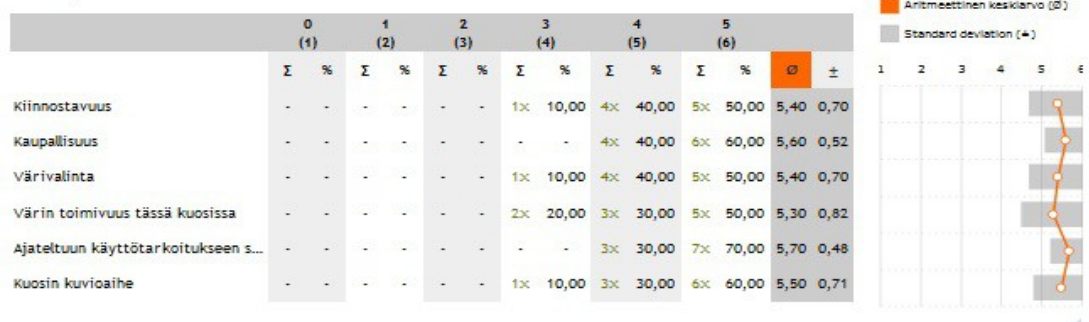 Aritmeettinen keskiarvo (Ø)
Standard deviation (±)
0 1 2 3 4 5
(1) (2) (3) (4) (5) (6)
Σ % Σ % Σ % Σ % Σ % Σ % Ø ± 1 2 3 4 5
Kiinnostavuus - - - - - - 1x 10,00 4x 40,00 5x 50,00 5,40 0,70
Kaupallisuus - - - - - - - - 4x 40,00 6x 60,00 5,60 0,52
Värivalinta - - - - - - 1x 10,00 4x 40,00 5x 50,00 5,40 0,70
Värin toimivuus tässä kuosissa - - - - - - 2x 20,00 3x 30,00 5x 50,00 5,30 0,82
Ajateltuun käyttötarkoitukseen s... - - - - - - - - 3x 30,00 7x 70,00 5,70 0,48
Kuosin kuvioaihe - - - - - - 1x 10,00 3x 30,00 6x 60,00 5,50 0,71